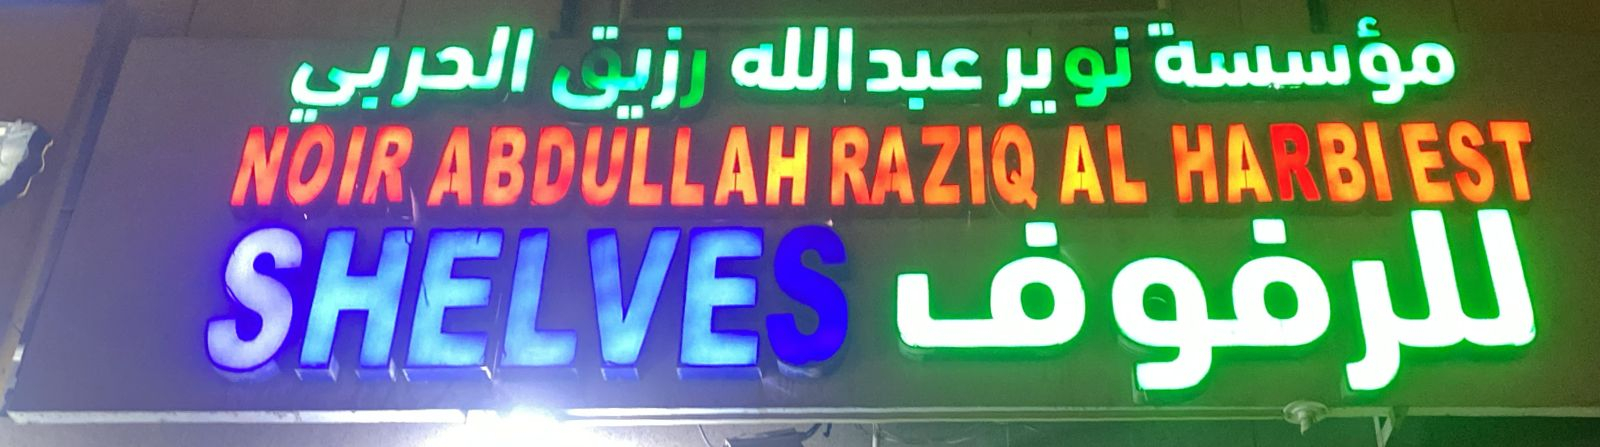 مؤسسة نوير عبدالله رزيق الحربي
NOIR ABDULLAH RAZIQ AL HARBI EST
SHELVES للرفوف